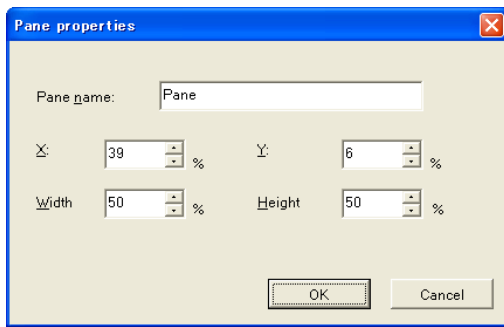 Pane properties
Pane name: Pane
X: 39 % Y: 6 %
Width 50 % Height 50 %
OK Cancel